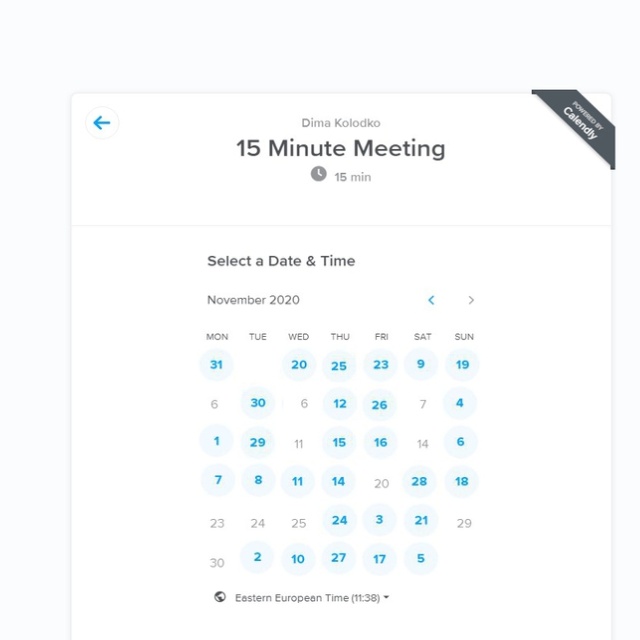 POWERED BY
Calendly
Dima Kolodko
15 Minute Meeting
15 min
Select a Date & Time
November 2020
MON TUE WED THU FRI SAT SUN
31 20 25 23 9 19
6 30 6 12 26 7 4
1 29 11 15 16 14 6
7 8 11 14 20 28 18
23 24 25 24 3 21 29
30 2 10 27 17 5
Eastern European Time (11:38)